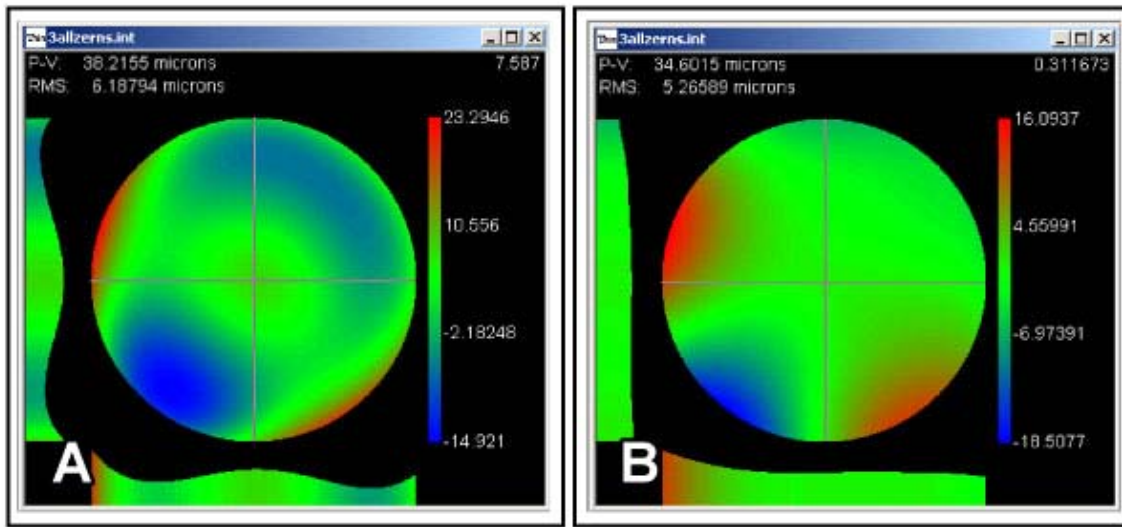 3allzerns.int
P-V: 38.2155 microns 7.587
RMS: 6.18794 microns
23.2946
10.556
-2.18248
-14.921
A
3allzerns.int
P-V: 34.6015 microns 0.311673
RMS: 5.26589 microns
16.0937
4.55991
-6.97391
-18.5077
B